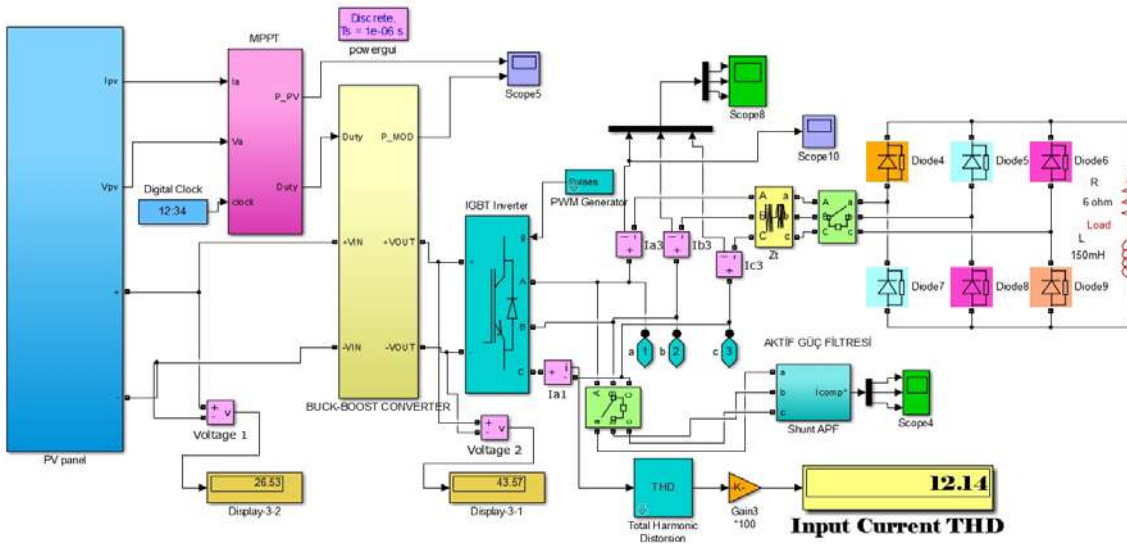 Discrete,
Ts = 1e-06 s
powergui
MPPT
Ipv
Vpv
+
-
PV panel
Ia
Va
clock
P_PV
Duty
Digital Clock
12:34
Duty
P_MOD
+VIN
+VOUT
-VIN
-VOUT
BUCK-BOOST CONVERTER
Scope5
Voltage 1
+
-
v
26.53
Display-3-2
Voltage 2
+
-
v
43.57
Display-3-1
IGBT Inverter
g
+
-
A
B
C
Pulses
PWM Generator
Scope8
Scope10
Ia3
Ib3
Ic3
Ia1
A
B
C
a
b
c
Zt
A
B
C
a
b
c
Diode4
Diode5
Diode6
R
6 ohm
Load
L
150mH
Diode7
Diode8
Diode9
a
1
b
2
c
3
AKTİF GÜÇ FİLTRESİ
a
b
c
Icomp*
Shunt APF
Scope4
THD
Total Harmonic
Distorsion
-K-
Gain3
*100
12.14
Input Current THD